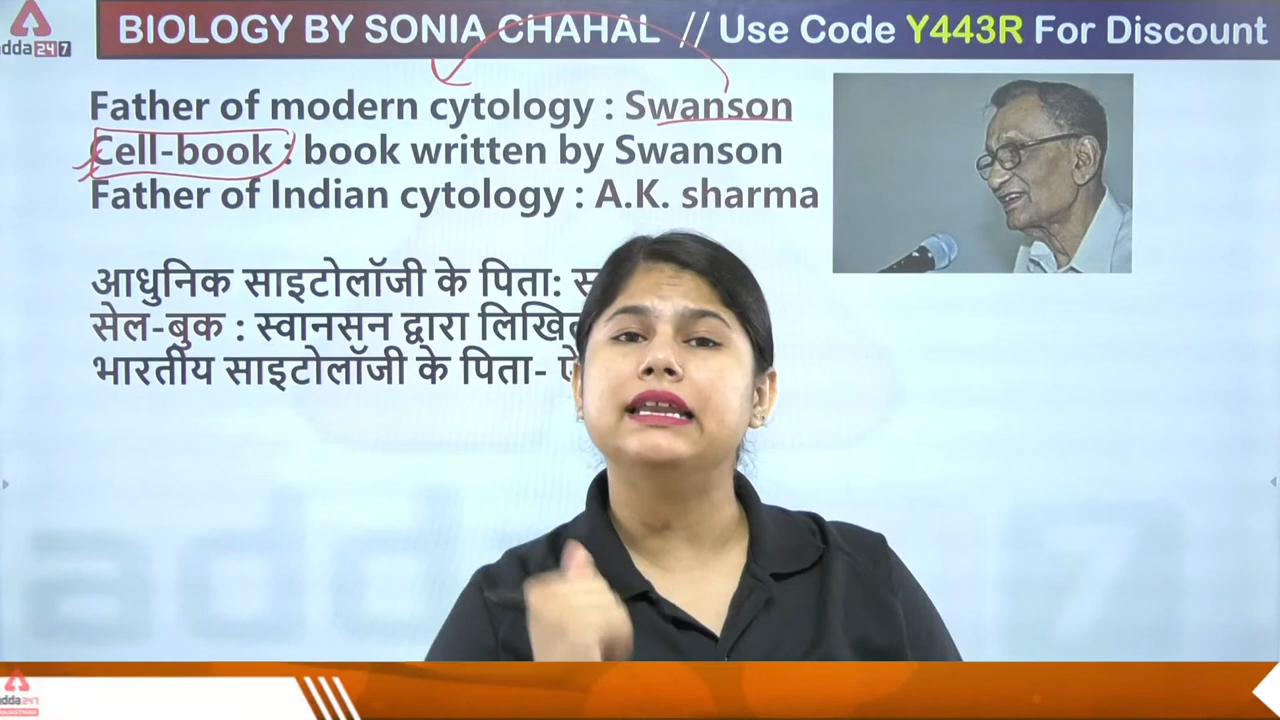 adda247
BIOLOGY BY SONIA CHAHAL // Use Code Y443R For Discount
Father of modern cytology : Swanson
Cell-book : book written by Swanson
Father of Indian cytology : A.K. sharma
आधुनिक साइटोलॉजी के पिता:
सेल-बुक : स्वानसन द्वारा
भारतीय साइटोलॉजी के पिता-
adda247